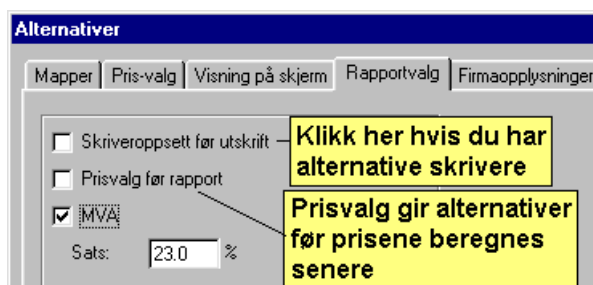 Alternativer
Mapper Pris-valg Visning på skjerm Rapportvalg Firmaopplysninger
Skriveroppsett før utskrift
Klikk her hvis du har
alternative skrivere
Prisvalg før rapport
MVA
Sats: 23.0 %
Prisvalg gir alternativer
før prisene beregnes
senere